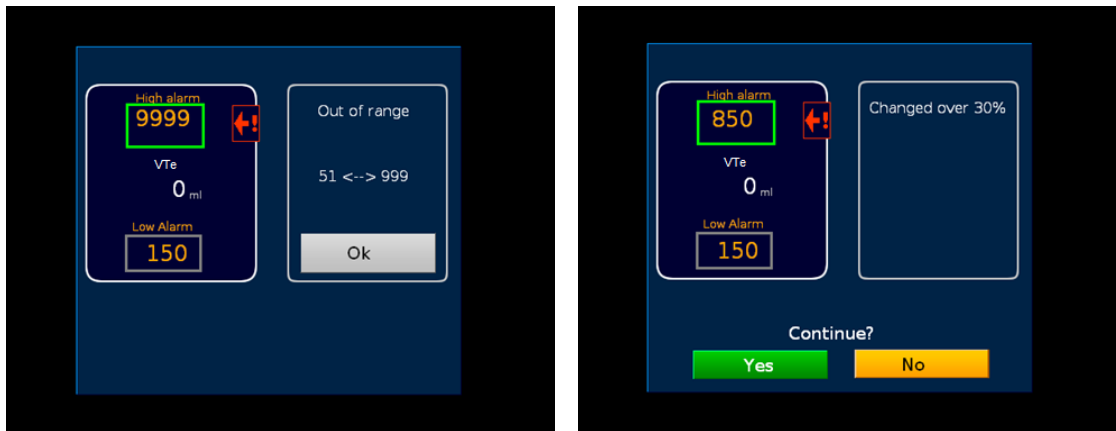 High alarm
9999
Out of range
VTe
0 ml
51 <--> 999
Low Alarm
150
Ok
High alarm
850
Changed over 30%
VTe
0 ml
Low Alarm
150
Continue?
Yes
No